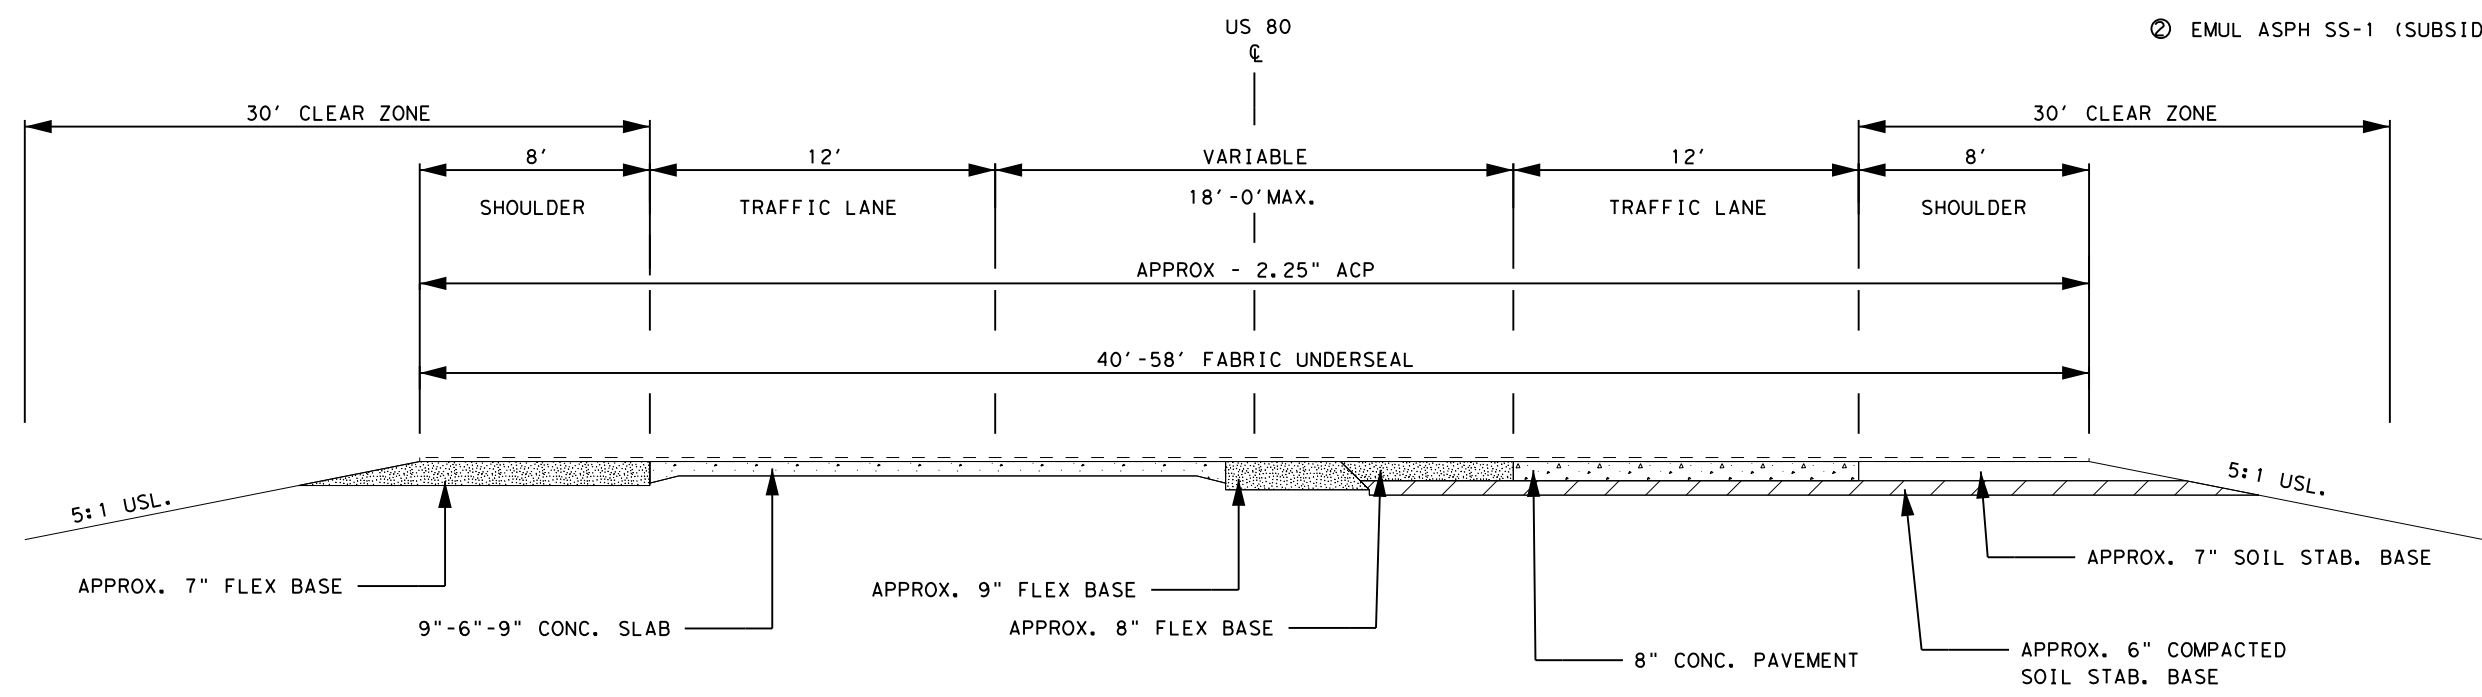 US 80
℄
② EMUL ASPH SS-1 (SUBSID
30' CLEAR ZONE
30' CLEAR ZONE
8'
12'
VARIABLE
12'
8'
SHOULDER
TRAFFIC LANE
18'-0'MAX.
TRAFFIC LANE
SHOULDER
APPROX - 2.25" ACP
40'-58' FABRIC UNDERSEAL
5:1 USL.
5:1 USL.
APPROX. 7" FLEX BASE
9"-6"-9" CONC. SLAB
APPROX. 9" FLEX BASE
APPROX. 8" FLEX BASE
8" CONC. PAVEMENT
APPROX. 7" SOIL STAB. BASE
APPROX. 6" COMPACTED
SOIL STAB. BASE